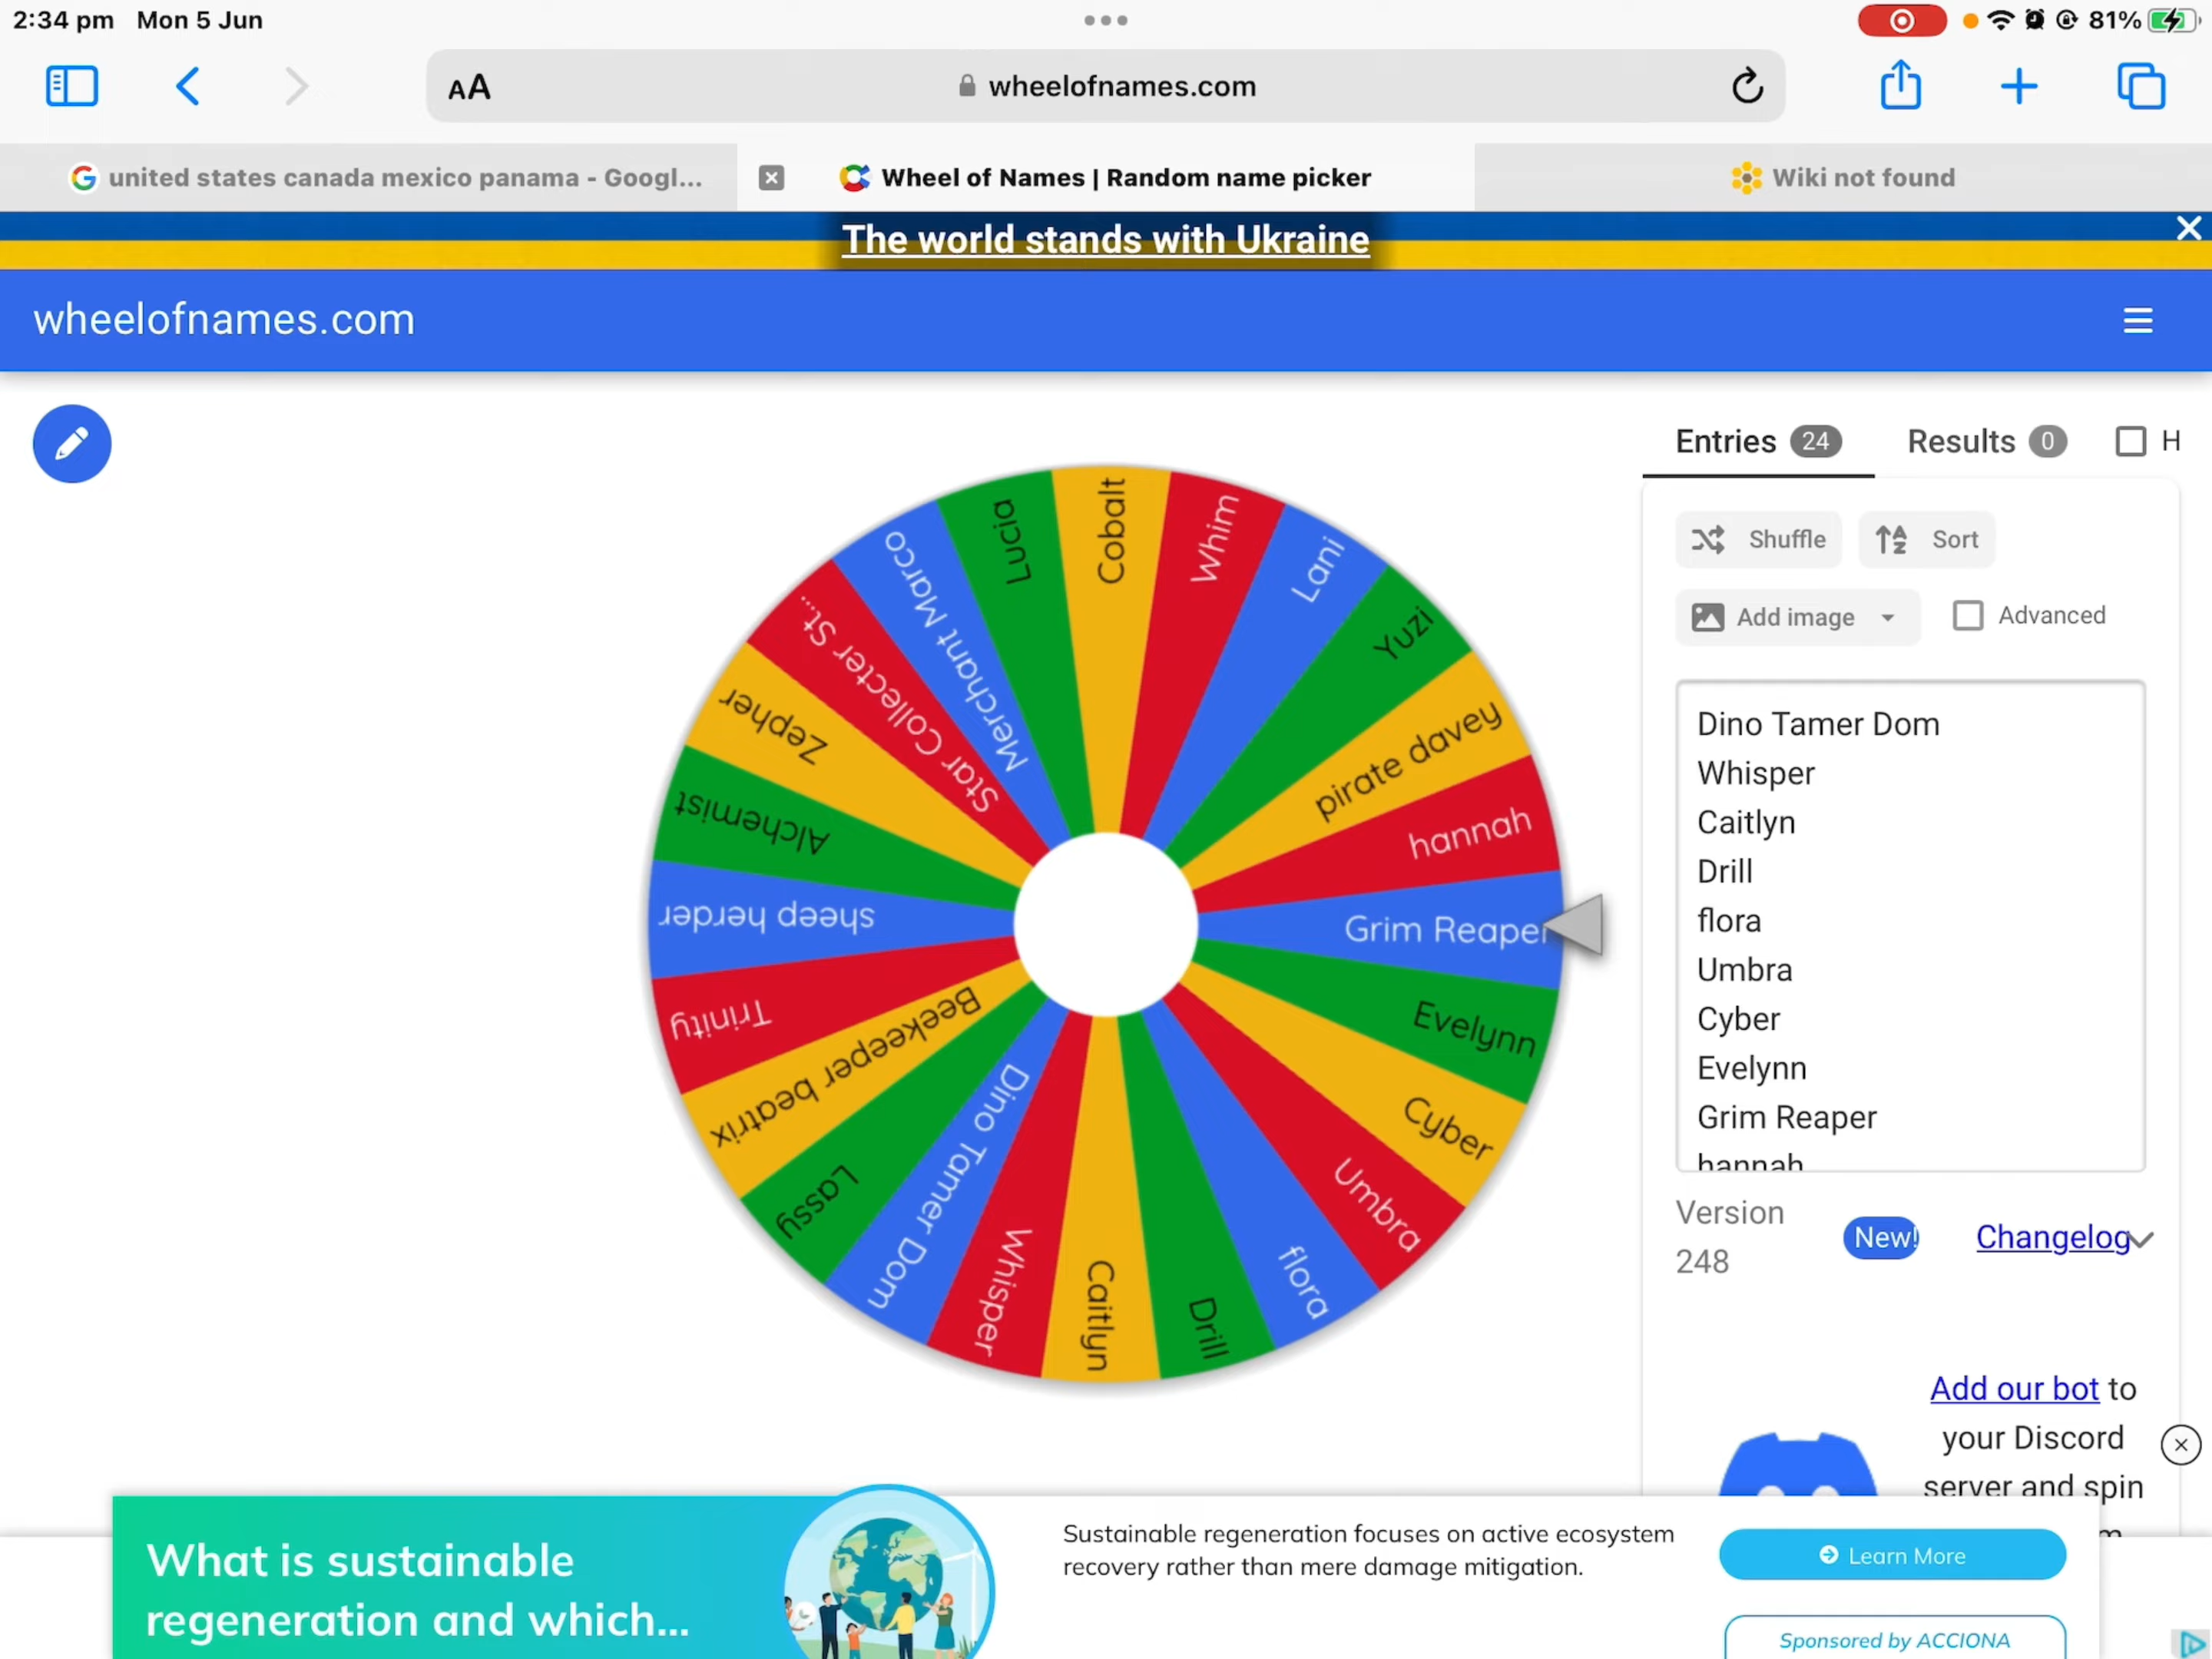 2:34 pm Mon 5 Jun
81%
AA
wheelofnames.com
united states canada mexico panama - Googl...
Wheel of Names | Random name picker
Wiki not found
The world stands with Ukraine
wheelofnames.com
Entries 24
Results 0
H
Shuffle
Sort
Add image
Advanced
Dino Tamer Dom
Whisper
Caitlyn
Drill
flora
Umbra
Cyber
Evelynn
Grim Reaper
hannah
Version
248
New!
Changelog
Cobalt
Whim
Lani
Yuzi
pirate davey
hannah
Grim Reaper
Evelynn
Cyber
Umbra
flora
Drill
Caitlyn
Whisper
Dino Tamer Dom
Lassy
Beekeeper beatrix
Trinity
sheep herder
Alchemist
Zepher
Star Collecter St...
Merchant Marco
Lucia
Add our bot to
your Discord
server and spin
What is sustainable
regeneration and which...
Sustainable regeneration focuses on active ecosystem
recovery rather than mere damage mitigation.
Learn More
Sponsored by ACCIONA